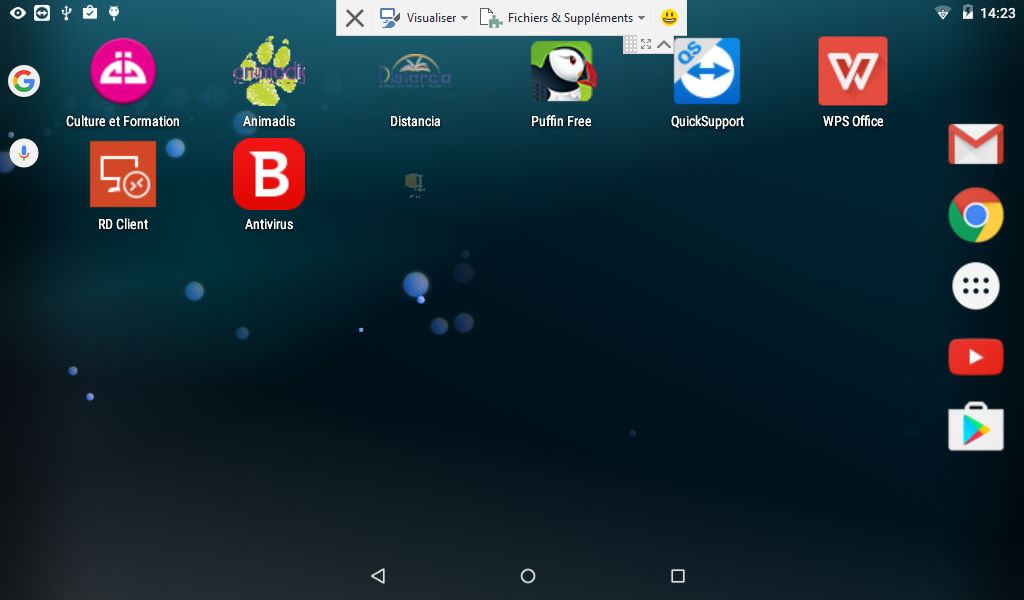 Visualiser
Fichiers & Suppléments
14:23
animadis
Distancia
QS
Culture et Formation
Animadis
Distancia
Puffin Free
QuickSupport
WPS Office
B
RD Client
Antivirus